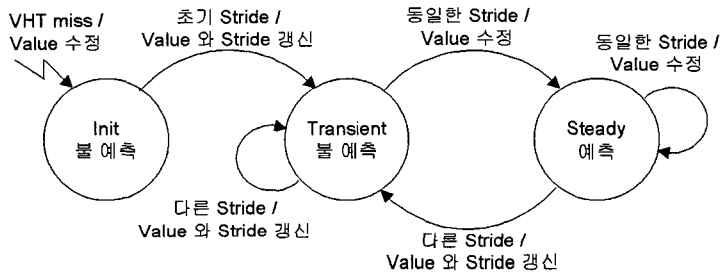 VHT miss /
Value 수정
초기 Stride /
Value 와 Stride 갱신
동일한 Stride /
Value 수정
동일한 Stride /
Value 수정
Init
불 예측
Transient
불 예측
Steady
예측
다른 Stride /
Value 와 Stride 갱신
다른 Stride /
Value 와 Stride 갱신